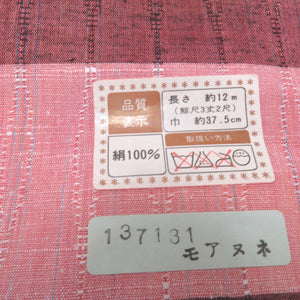 品質
表示
長さ 約12m
(鯨尺3丈2尺)
巾 約37.5cm
取扱い方法
絹100%
137131
モアヌネ